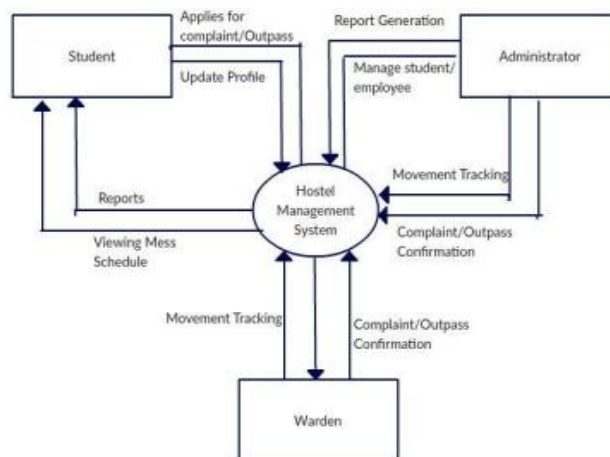 Applies for
complaint/Outpass
Report Generation
Student
Administrator
Update Profile
Manage student/
employee
Movement Tracking
Reports
Hostel
Management
System
Viewing Mess
Schedule
Complaint/Outpass
Confirmation
Movement Tracking
Complaint/Outpass
Confirmation
Warden